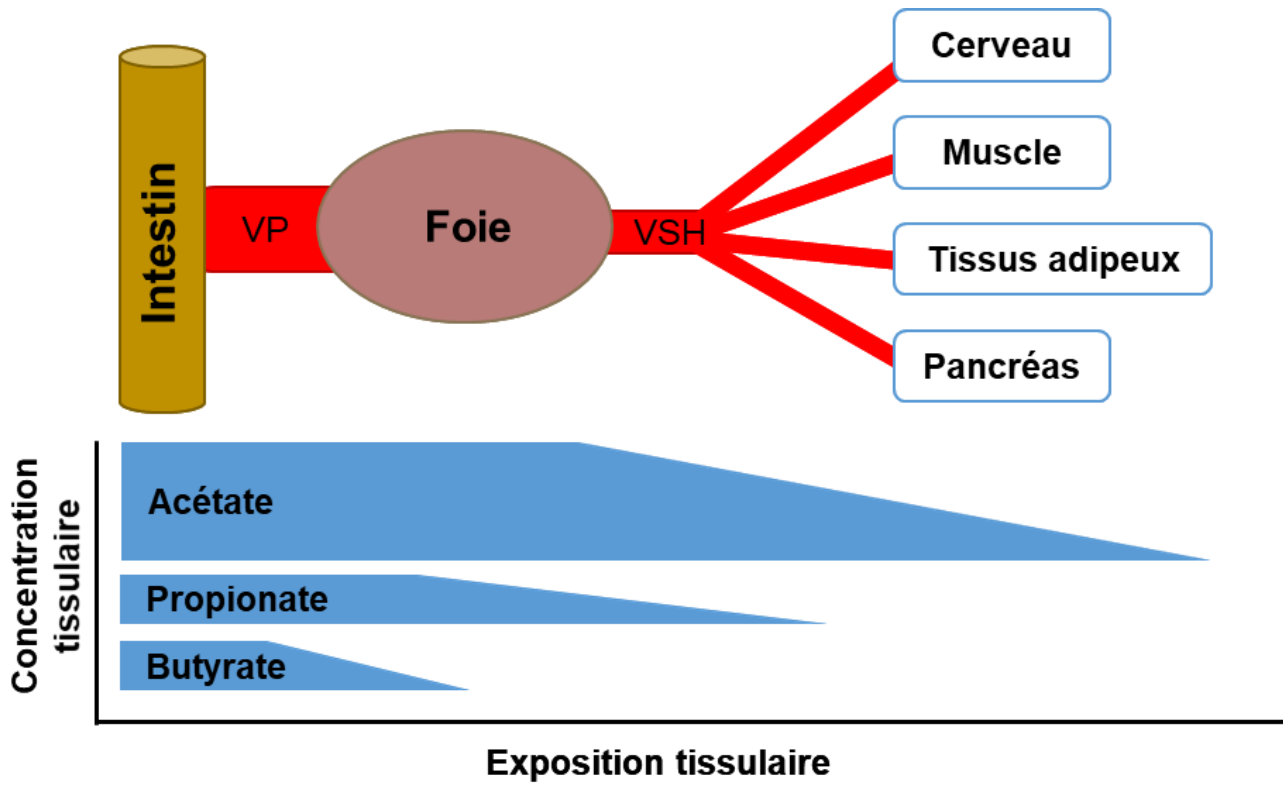 Cerveau
Muscle
Intestin
VP
Foie
VSH
Tissus adipeux
Pancréas
Concentration
tissulaire
Acétate
Propionate
Butyrate
Exposition tissulaire